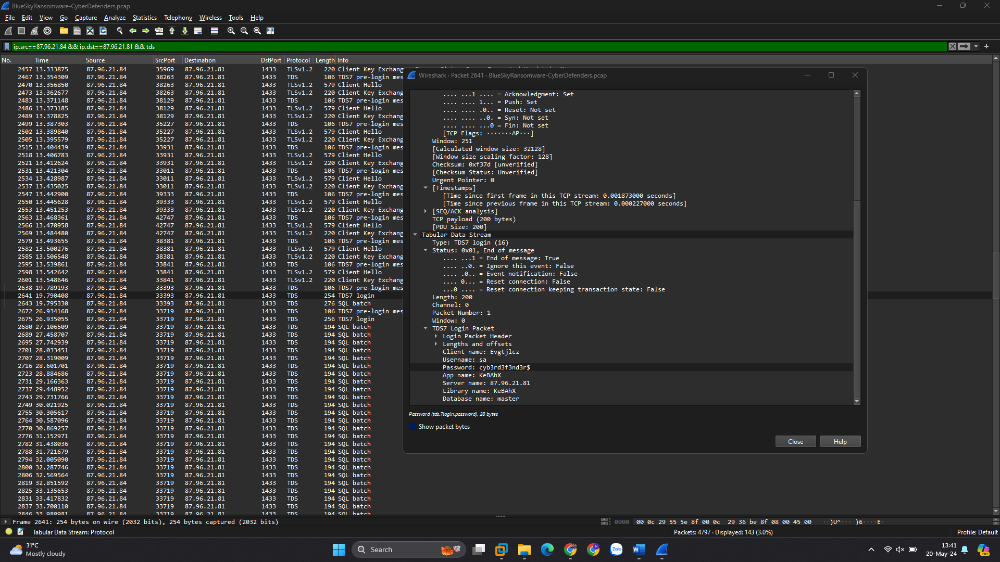 BlueSkyRansomware-CyberDefenders.pcap
File Edit View Go Capture Analyze Statistics Telephony Wireless Tools Help
ip.src==87.96.21.84 && ip.dst==87.96.21.81 && tds
No. Time Source SrcPort Destination DstPort Protocol Length Info
2457 13.333875 87.96.21.84 35969 87.96.21.81 1433 TLSv1.2 220 Client Key Exchang
2467 13.354309 87.96.21.84 38263 87.96.21.81 1433 TDS 106 TDS7 pre-login mes
2470 13.356850 87.96.21.84 38263 87.96.21.81 1433 TLSv1.2 579 Client Hello
2473 13.362677 87.96.21.84 38263 87.96.21.81 1433 TLSv1.2 220 Client Key Exchang
2483 13.371148 87.96.21.84 38129 87.96.21.81 1433 TDS 106 TDS7 pre-login mes
2486 13.373185 87.96.21.84 38129 87.96.21.81 1433 TLSv1.2 579 Client Hello
2489 13.378825 87.96.21.84 38129 87.96.21.81 1433 TLSv1.2 220 Client Key Exchang
2499 13.387303 87.96.21.84 35227 87.96.21.81 1433 TDS 106 TDS7 pre-login mes
2502 13.389840 87.96.21.84 35227 87.96.21.81 1433 TLSv1.2 579 Client Hello
2505 13.395579 87.96.21.84 35227 87.96.21.81 1433 TLSv1.2 220 Client Key Exchang
2515 13.404439 87.96.21.84 33931 87.96.21.81 1433 TDS 106 TDS7 pre-login mes
2518 13.406783 87.96.21.84 33931 87.96.21.81 1433 TLSv1.2 579 Client Hello
2521 13.412624 87.96.21.84 33931 87.96.21.81 1433 TLSv1.2 220 Client Key Exchang
2531 13.421304 87.96.21.84 33011 87.96.21.81 1433 TDS 106 TDS7 pre-login mes
2534 13.428987 87.96.21.84 33011 87.96.21.81 1433 TLSv1.2 579 Client Hello
2537 13.435025 87.96.21.84 33011 87.96.21.81 1433 TLSv1.2 220 Client Key Exchang
2547 13.442900 87.96.21.84 39333 87.96.21.81 1433 TDS 106 TDS7 pre-login mes
2550 13.445628 87.96.21.84 39333 87.96.21.81 1433 TLSv1.2 579 Client Hello
2553 13.451253 87.96.21.84 39333 87.96.21.81 1433 TLSv1.2 220 Client Key Exchang
2563 13.468361 87.96.21.84 42747 87.96.21.81 1433 TDS 106 TDS7 pre-login mes
2566 13.470958 87.96.21.84 42747 87.96.21.81 1433 TLSv1.2 579 Client Hello
2569 13.484480 87.96.21.84 42747 87.96.21.81 1433 TLSv1.2 220 Client Key Exchang
2579 13.493655 87.96.21.84 38381 87.96.21.81 1433 TDS 106 TDS7 pre-login mes
2582 13.500276 87.96.21.84 38381 87.96.21.81 1433 TLSv1.2 579 Client Hello
2585 13.506548 87.96.21.84 38381 87.96.21.81 1433 TLSv1.2 220 Client Key Exchang
2595 13.539861 87.96.21.84 33841 87.96.21.81 1433 TDS 106 TDS7 pre-login mes
2598 13.542642 87.96.21.84 33841 87.96.21.81 1433 TLSv1.2 579 Client Hello
2601 13.548646 87.96.21.84 33841 87.96.21.81 1433 TLSv1.2 220 Client Key Exchang
2638 19.789193 87.96.21.84 33393 87.96.21.81 1433 TDS 106 TDS7 pre-login mes
2641 19.790408 87.96.21.84 33393 87.96.21.81 1433 TDS 254 TDS7 login
2643 19.795330 87.96.21.84 33393 87.96.21.81 1433 TDS 276 SQL batch
2672 26.934168 87.96.21.84 33719 87.96.21.81 1433 TDS 106 TDS7 pre-login mes
2675 26.935055 87.96.21.84 33719 87.96.21.81 1433 TDS 256 TDS7 login
2680 27.106509 87.96.21.84 33719 87.96.21.81 1433 TDS 194 SQL batch
2689 27.458707 87.96.21.84 33719 87.96.21.81 1433 TDS 194 SQL batch
2695 27.742939 87.96.21.84 33719 87.96.21.81 1433 TDS 194 SQL batch
2701 28.033451 87.96.21.84 33719 87.96.21.81 1433 TDS 194 SQL batch
2707 28.319009 87.96.21.84 33719 87.96.21.81 1433 TDS 194 SQL batch
2716 28.601701 87.96.21.84 33719 87.96.21.81 1433 TDS 194 SQL batch
2723 28.884686 87.96.21.84 33719 87.96.21.81 1433 TDS 194 SQL batch
2731 29.166363 87.96.21.84 33719 87.96.21.81 1433 TDS 194 SQL batch
2737 29.448952 87.96.21.84 33719 87.96.21.81 1433 TDS 194 SQL batch
2743 29.731766 87.96.21.84 33719 87.96.21.81 1433 TDS 194 SQL batch
2749 30.021925 87.96.21.84 33719 87.96.21.81 1433 TDS 194 SQL batch
2755 30.305617 87.96.21.84 33719 87.96.21.81 1433 TDS 194 SQL batch
2764 30.587096 87.96.21.84 33719 87.96.21.81 1433 TDS 194 SQL batch
2770 30.869257 87.96.21.84 33719 87.96.21.81 1433 TDS 194 SQL batch
2776 31.152971 87.96.21.84 33719 87.96.21.81 1433 TDS 194 SQL batch
2782 31.438036 87.96.21.84 33719 87.96.21.81 1433 TDS 194 SQL batch
2788 31.721679 87.96.21.84 33719 87.96.21.81 1433 TDS 194 SQL batch
2794 32.005090 87.96.21.84 33719 87.96.21.81 1433 TDS 194 SQL batch
2800 32.287746 87.96.21.84 33719 87.96.21.81 1433 TDS 194 SQL batch
2806 32.569564 87.96.21.84 33719 87.96.21.81 1433 TDS 194 SQL batch
2819 32.851592 87.96.21.84 33719 87.96.21.81 1433 TDS 194 SQL batch
2825 33.135653 87.96.21.84 33719 87.96.21.81 1433 TDS 194 SQL batch
2831 33.417832 87.96.21.84 33719 87.96.21.81 1433 TDS 194 SQL batch
2837 33.700110 87.96.21.84 33719 87.96.21.81 1433 TDS 194 SQL batch
2846 33.980981 87.96.21.84 33719 87.96.21.81 1433 TDS 194 SQL batch
Wireshark · Packet 2641 · BlueSkyRansomware-CyberDefenders.pcap
.... ...1 .... = Acknowledgment: Set
.... .... 1... = Push: Set
.... .... .0.. = Reset: Not set
.... .... ..0. = Syn: Not set
.... .... ...0 = Fin: Not set
[TCP Flags: ·······AP···]
Window: 251
[Calculated window size: 32128]
[Window size scaling factor: 128]
Checksum: 0xf37d [unverified]
[Checksum Status: Unverified]
Urgent Pointer: 0
[Timestamps]
[Time since first frame in this TCP stream: 0.001873000 seconds]
[Time since previous frame in this TCP stream: 0.000227000 seconds]
[SEQ/ACK analysis]
TCP payload (200 bytes)
[PDU Size: 200]
Tabular Data Stream
Type: TDS7 login (16)
Status: 0x01, End of message
.... ...1 = End of message: True
.... ..0. = Ignore this event: False
.... .0.. = Event notification: False
.... 0... = Reset connection: False
...0 .... = Reset connection keeping transaction state: False
Length: 200
Channel: 0
Packet Number: 1
Window: 0
TDS7 Login Packet
Login Packet Header
Lengths and offsets
Client name: Evgtjlcz
Username: sa
Password: cyb3rd3f3nd3r$
App name: KeBAhX
Server name: 87.96.21.81
Library name: KeBAhX
Database name: master
Password (tds.7login.password), 28 bytes
Show packet bytes
Close Help
Frame 2641: 254 bytes on wire (2032 bits), 254 bytes captured (2032 bits)
0000 00 0c 29 55 5e 8f 00 0c 29 36 be 8f 08 00 45 00 ··)U^··· )6····E·
Tabular Data Stream: Protocol
Packets: 4797 · Displayed: 143 (3.0%)
Profile: Default
31°C
Mostly cloudy
Search
Zalo
13:41
20-May-24
PRE